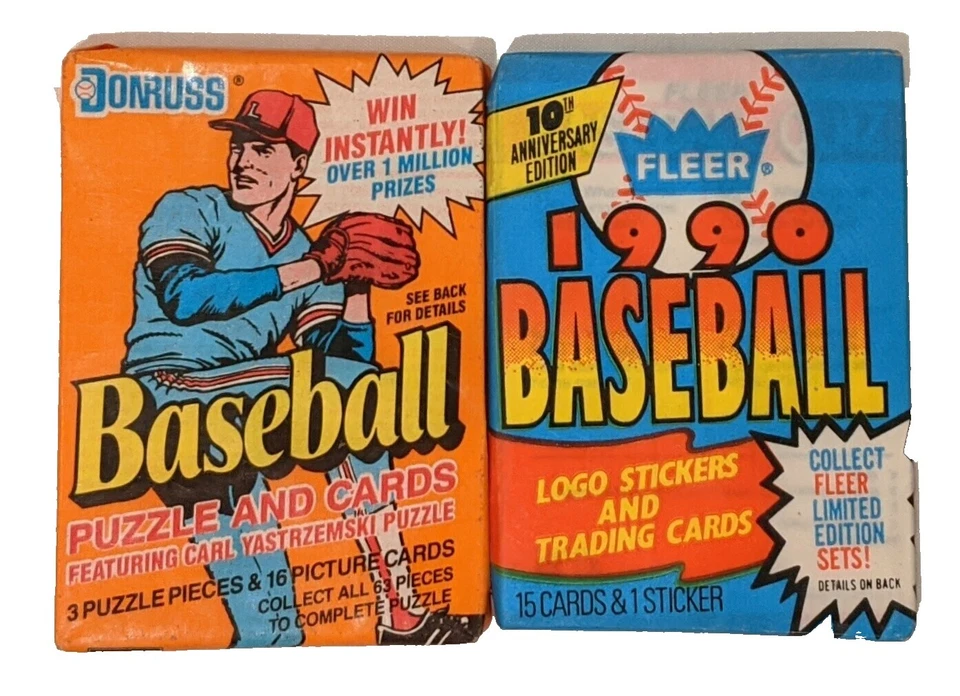 DONRUSS®
L
WIN
INSTANTLY!
OVER 1 MILLION
PRIZES
SEE BACK
FOR DETAILS
Baseball
PUZZLE AND CARDS
FEATURING CARL YASTRZEMSKI PUZZLE
3 PUZZLE PIECES & 16 PICTURE CARDS
COLLECT ALL 63 PIECES
TO COMPLETE PUZZLE
10TH
ANNIVERSARY
EDITION
FLEER®
1990
BASEBALL
LOGO STICKERS
AND
TRADING CARDS
COLLECT
FLEER
LIMITED
EDITION
SETS!
DETAILS ON BACK
15 CARDS & 1 STICKER